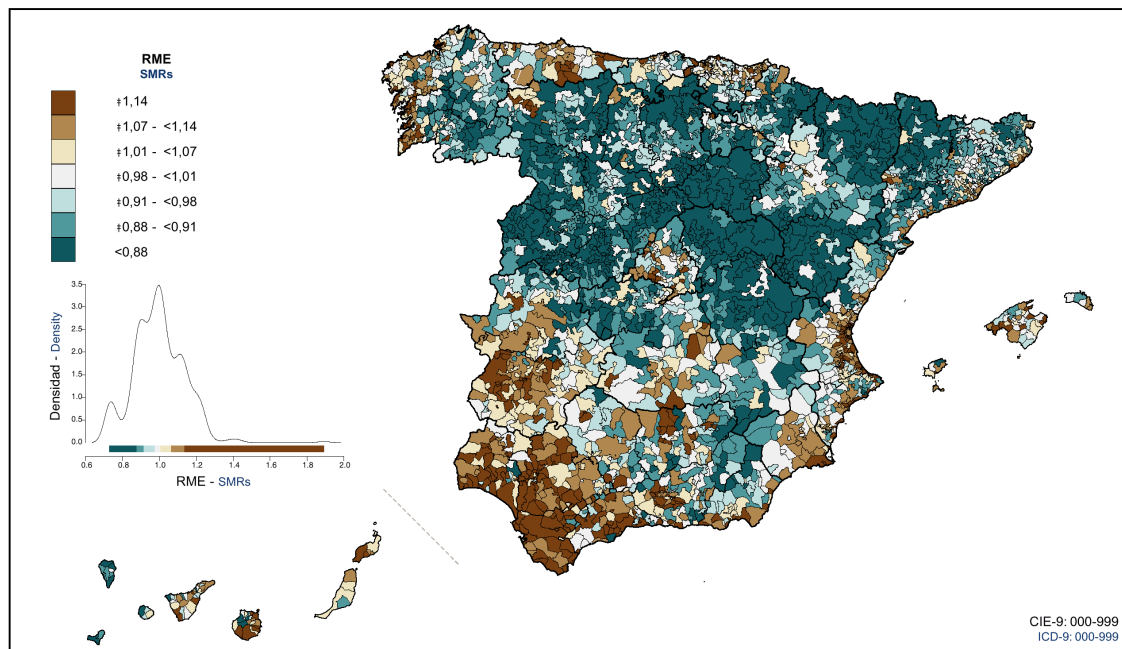 RME
SMRs
‡1,14
‡1,07 - <1,14
‡1,01 - <1,07
‡0,98 - <1,01
‡0,91 - <0,98
‡0,88 - <0,91
<0,88
Densidad - Density
3.5
3.0
2.5
2.0
1.5
1.0
0.5
0.0
0.6 0.8 1.0 1.2 1.4 1.6 1.8 2.0
RME - SMRs
CIE-9: 000-999
ICD-9: 000-999